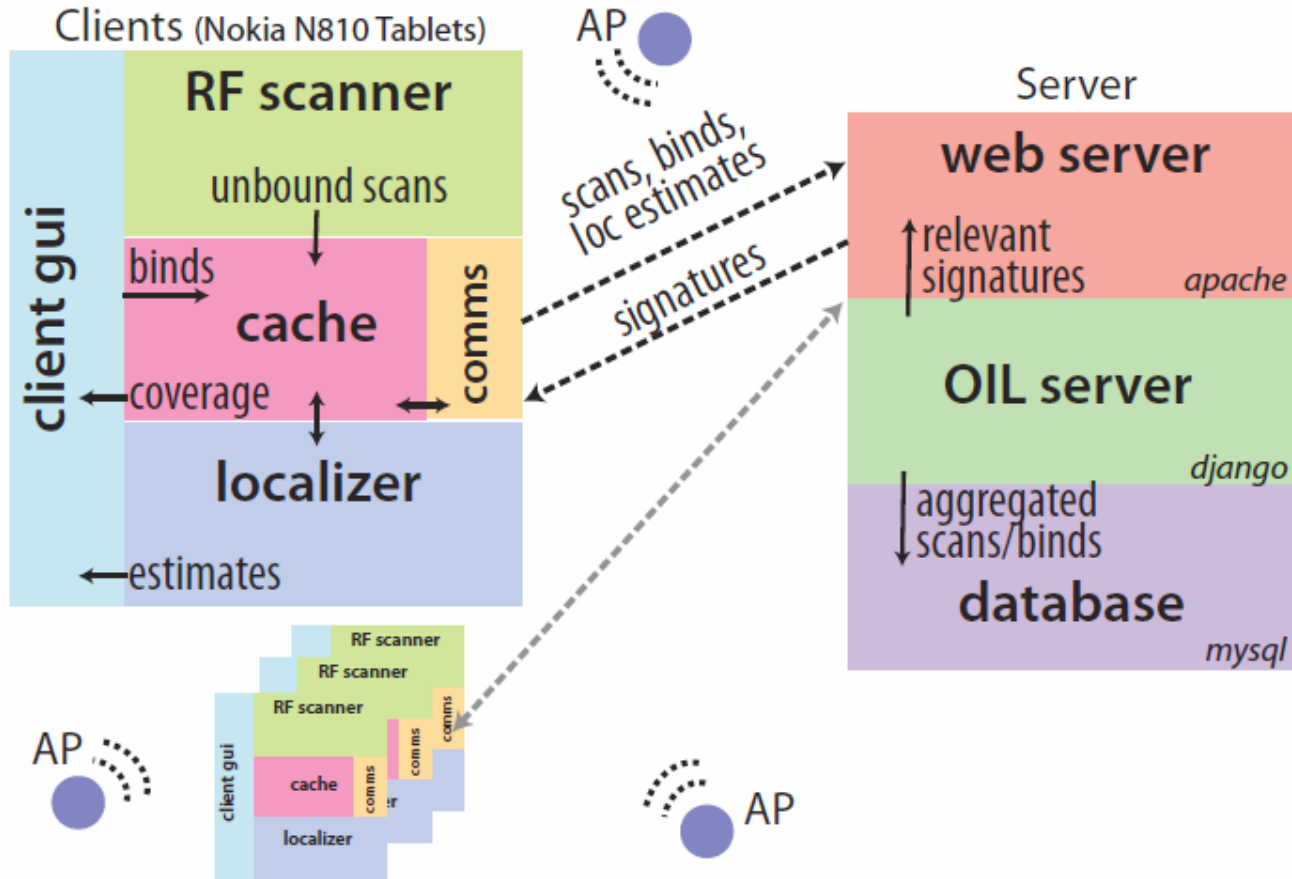 Clients (Nokia N810 Tablets)
RF scanner
unbound scans
client gui
binds
cache
coverage
comms
localizer
estimates
AP
scans, binds,
loc estimates
signatures
Server
web server
relevant
signatures
apache
OIL server
django
aggregated
scans/binds
database
mysql
RF scanner
RF scanner
RF scanner
client gui
cache
comms
comms
comms
er
localizer
AP
AP